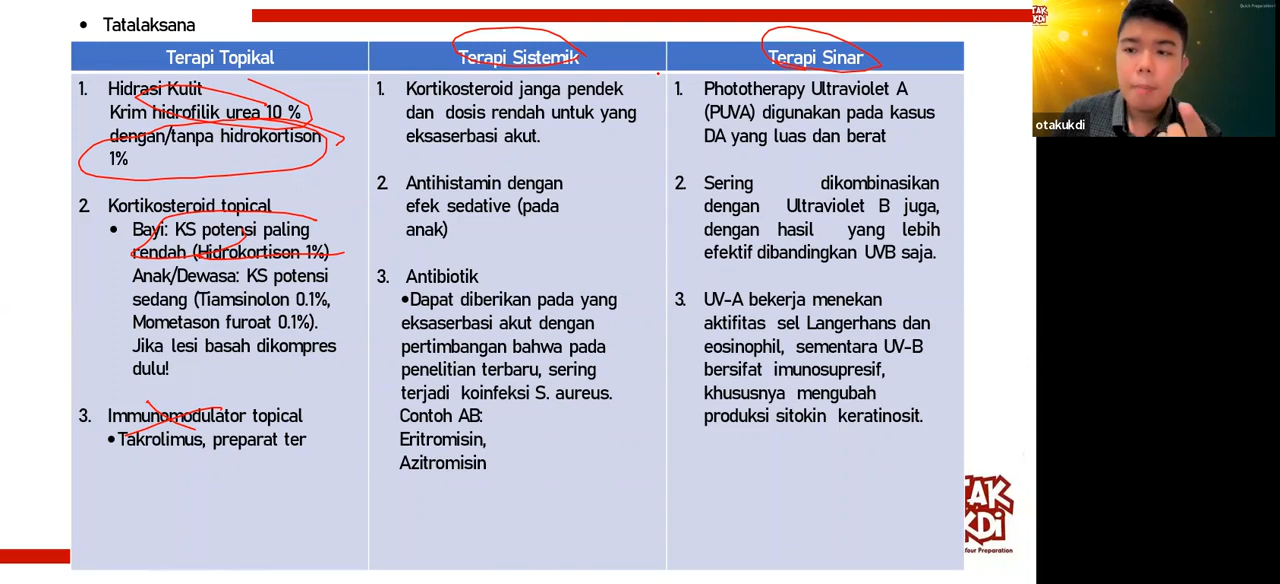 • Tatalaksana
Terapi Topikal
1. Hidrasi Kulit
Krim hidrofilik urea 10 %
dengan/tanpa hidrokortison
1%
2. Kortikosteroid topical
• Bayi: KS potensi paling
rendah (Hidrokortison 1%)
Anak/Dewasa: KS potensi
sedang (Tiamsinolon 0.1%,
Mometason furoat 0.1%).
Jika lesi basah dikompres
dulu!
3. Immunomodulator topical
•Takrolimus, preparat ter
Terapi Sistemik
1. Kortikosteroid janga pendek
dan dosis rendah untuk yang
eksaserbasi akut.
2. Antihistamin dengan
efek sedative (pada
anak)
3. Antibiotik
•Dapat diberikan pada yang
eksaserbasi akut dengan
pertimbangan bahwa pada
penelitian terbaru, sering
terjadi koinfeksi S. aureus.
Contoh AB:
Eritromisin,
Azitromisin
Terapi Sinar
1. Phototherapy Ultraviolet A
(PUVA) digunakan pada kasus
DA yang luas dan berat
2. Sering dikombinasikan
dengan Ultraviolet B juga,
dengan hasil yang lebih
efektif dibandingkan UVB saja.
3. UV-A bekerja menekan
aktifitas sel Langerhans dan
eosinophil, sementara UV-B
bersifat imunosupresif,
khususnya mengubah
produksi sitokin keratinosit.
otakukdi
TAK
KDi
AK
KDi
Your Preparation